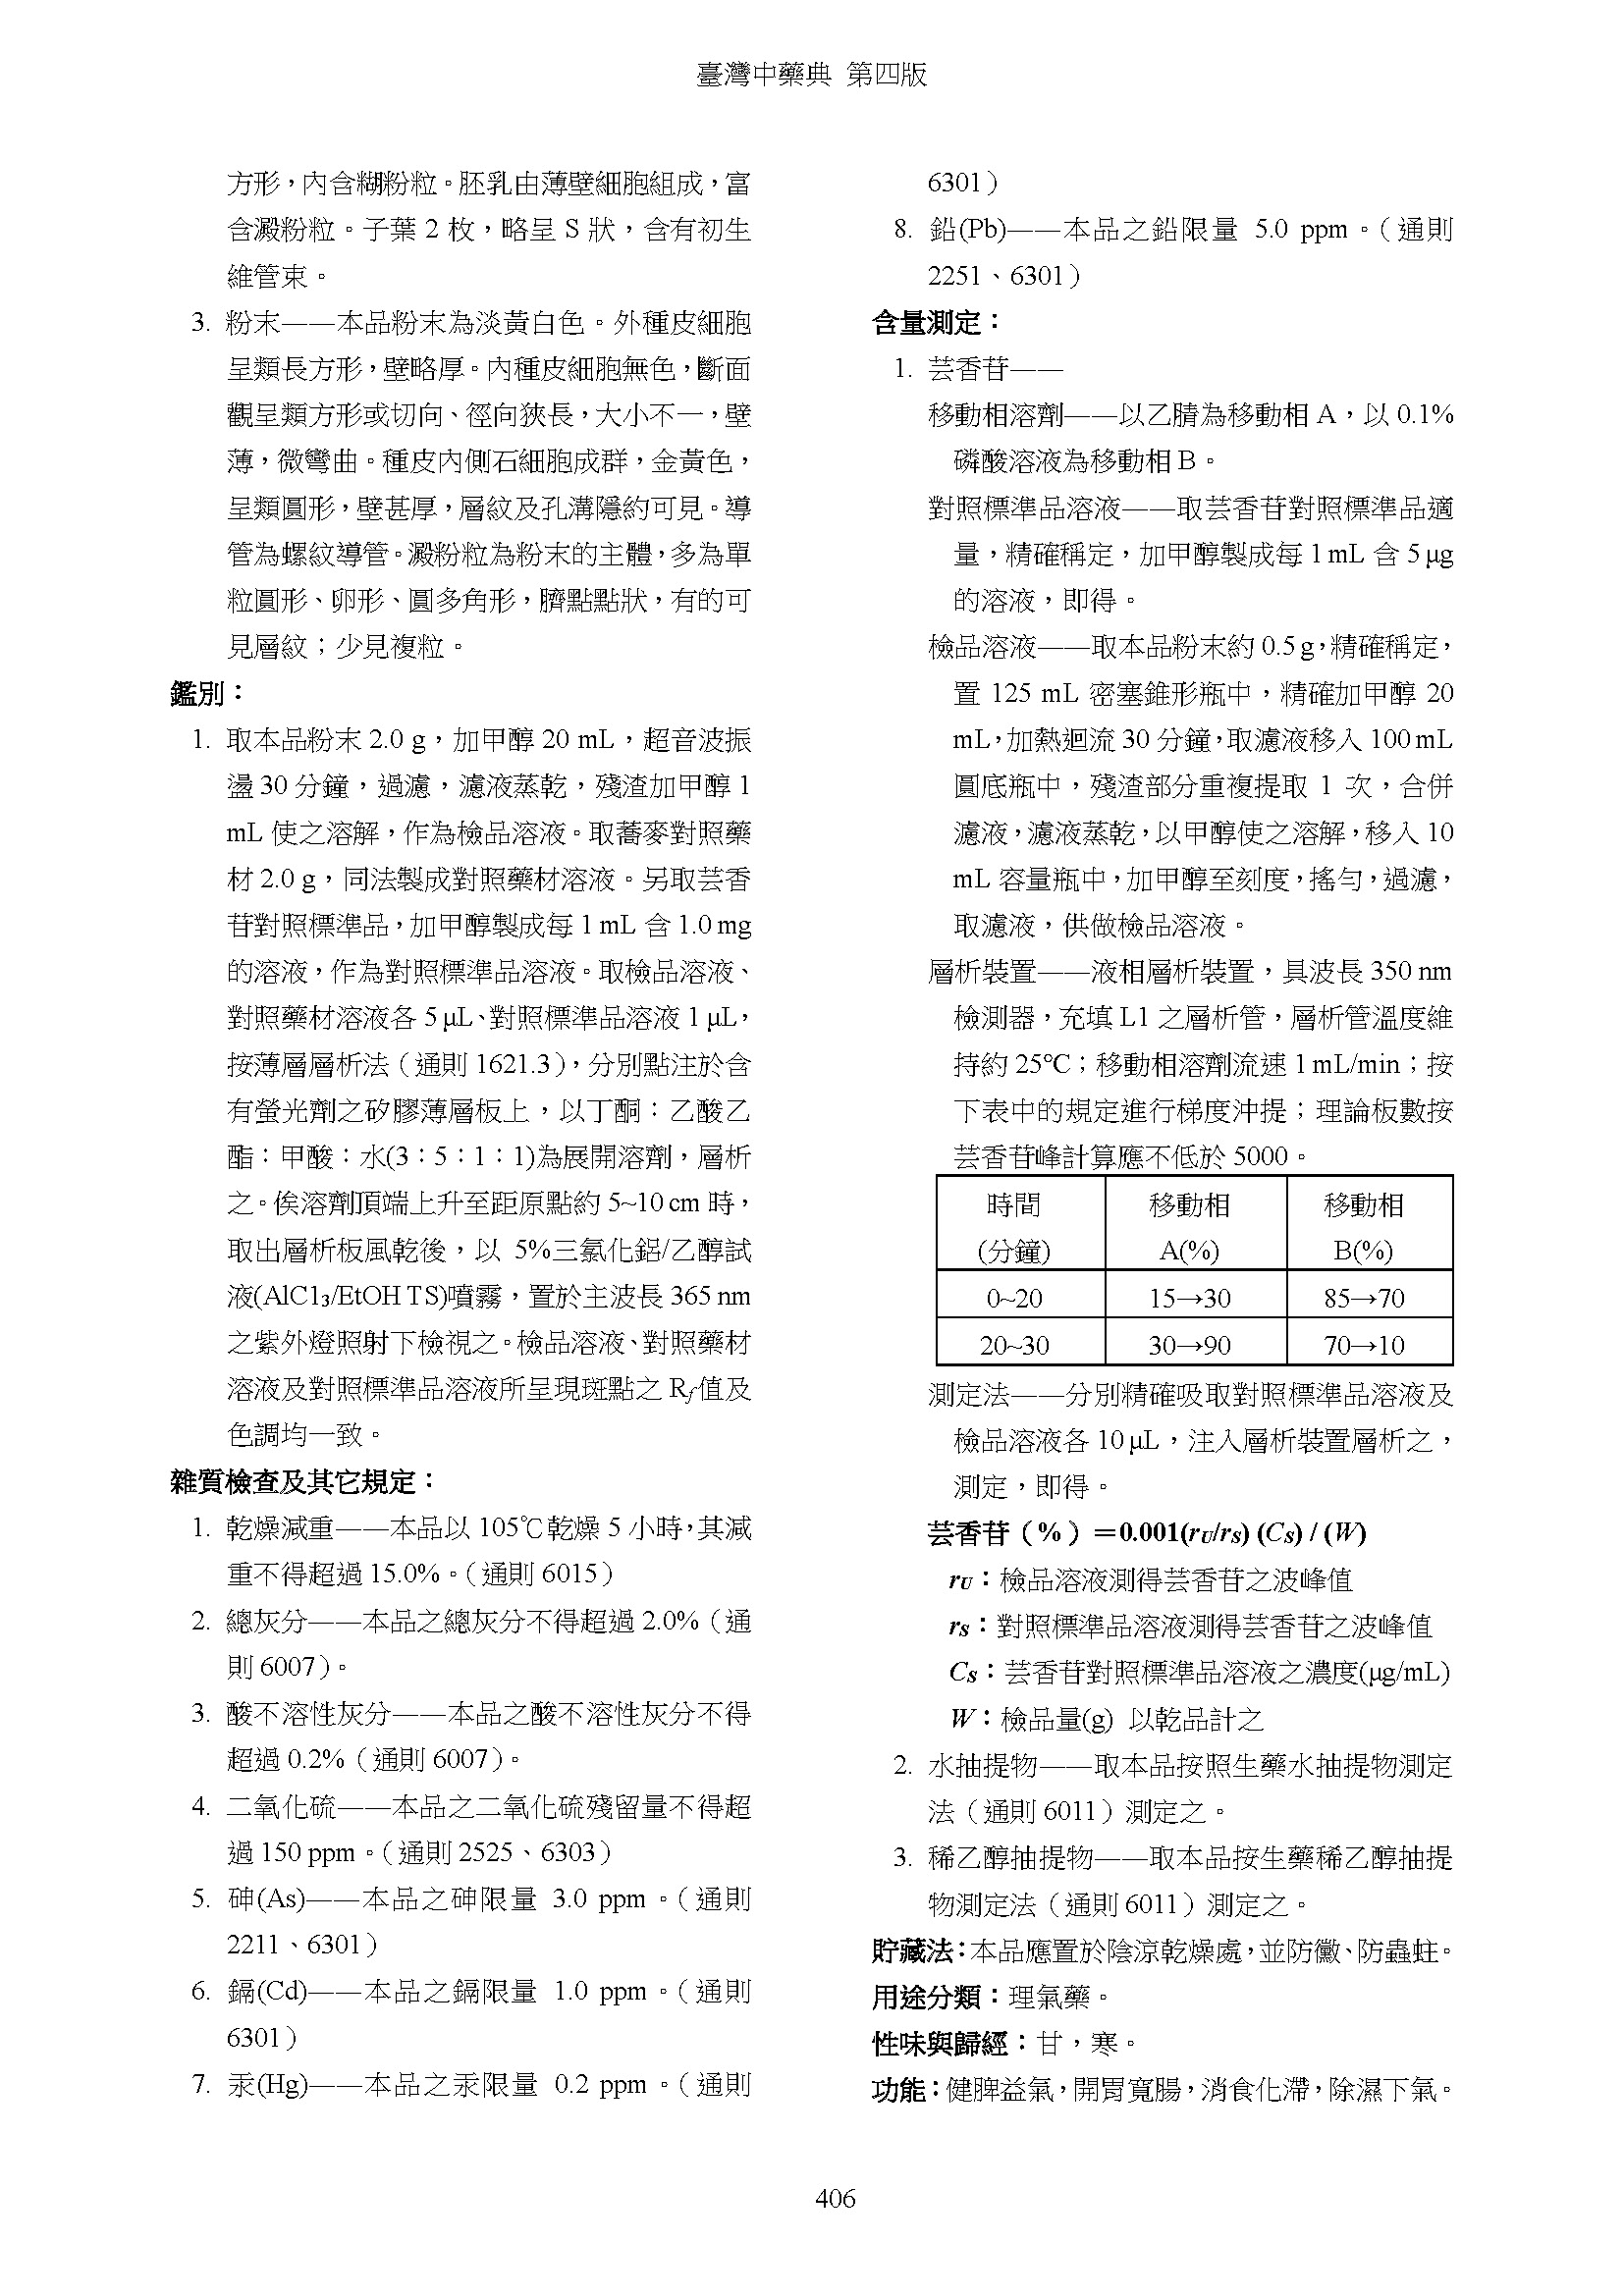 臺灣中藥典 第四版
方形，內含糊粉粒。胚乳由薄壁細胞組成，富
含澱粉粒。子葉 2 枚，略呈 S 狀，含有初生
維管束。
3. 粉末——本品粉末為淡黃白色。外種皮細胞
呈類長方形，壁略厚。內種皮細胞無色，斷面
觀呈類方形或切向、徑向狹長，大小不一，壁
薄，微彎曲。種皮內側石細胞成群，金黃色，
呈類圓形，壁甚厚，層紋及孔溝隱約可見。導
管為螺紋導管。澱粉粒為粉末的主體，多為單
粒圓形、卵形、圓多角形，臍點點狀，有的可
見層紋；少見複粒。
鑑別：
1. 取本品粉末 2.0 g，加甲醇 20 mL，超音波振
盪 30 分鐘，過濾，濾液蒸乾，殘渣加甲醇 1
mL 使之溶解，作為檢品溶液。取蕎麥對照藥
材 2.0 g，同法製成對照藥材溶液。另取芸香
苷對照標準品，加甲醇製成每 1 mL 含 1.0 mg
的溶液，作為對照標準品溶液。取檢品溶液、
對照藥材溶液各 5 μL、對照標準品溶液 1 μL，
按薄層層析法（通則 1621.3），分別點注於含
有螢光劑之矽膠薄層板上，以丁酮：乙酸乙
酯：甲酸：水(3：5：1：1)為展開溶劑，層析
之。俟溶劑頂端上升至距原點約 5~10 cm 時，
取出層析板風乾後，以 5%三氯化鋁/乙醇試
液(AlCl₃/EtOH TS)噴霧，置於主波長 365 nm
之紫外燈照射下檢視之。檢品溶液、對照藥材
溶液及對照標準品溶液所呈現斑點之 Rf值及
色調均一致。
雜質檢查及其它規定：
1. 乾燥減重——本品以 105℃乾燥 5 小時，其減
重不得超過 15.0%。（通則 6015）
2. 總灰分——本品之總灰分不得超過 2.0%（通
則 6007）。
3. 酸不溶性灰分——本品之酸不溶性灰分不得
超過 0.2%（通則 6007）。
4. 二氧化硫——本品之二氧化硫殘留量不得超
過 150 ppm。（通則 2525、6303）
5. 砷(As)——本品之砷限量 3.0 ppm。（通則
2211、6301）
6. 鎘(Cd)——本品之鎘限量 1.0 ppm。（通則
6301）
7. 汞(Hg)——本品之汞限量 0.2 ppm。（通則
6301）
8. 鉛(Pb)——本品之鉛限量 5.0 ppm。（通則
2251、6301）
含量測定：
1. 芸香苷——
移動相溶劑——以乙腈為移動相 A，以 0.1%
磷酸溶液為移動相 B。
對照標準品溶液——取芸香苷對照標準品適
量，精確稱定，加甲醇製成每 1 mL 含 5 μg
的溶液，即得。
檢品溶液——取本品粉末約 0.5 g，精確稱定，
置 125 mL 密塞錐形瓶中，精確加甲醇 20
mL，加熱迴流 30 分鐘，取濾液移入 100 mL
圓底瓶中，殘渣部分重複提取 1 次，合併
濾液，濾液蒸乾，以甲醇使之溶解，移入 10
mL 容量瓶中，加甲醇至刻度，搖勻，過濾，
取濾液，供做檢品溶液。
層析裝置——液相層析裝置，具波長 350 nm
檢測器，充填 L1 之層析管，層析管溫度維
持約 25℃；移動相溶劑流速 1 mL/min；按
下表中的規定進行梯度沖提；理論板數按
芸香苷峰計算應不低於 5000。
時間 移動相 移動相
(分鐘) A(%) B(%)
0~20 15→30 85→70
20~30 30→90 70→10
測定法——分別精確吸取對照標準品溶液及
檢品溶液各 10 μL，注入層析裝置層析之，
測定，即得。
芸香苷（%）＝0.001(rU/rS) (CS) / (W)
rU：檢品溶液測得芸香苷之波峰值
rS：對照標準品溶液測得芸香苷之波峰值
CS：芸香苷對照標準品溶液之濃度(μg/mL)
W：檢品量(g) 以乾品計之
2. 水抽提物——取本品按照生藥水抽提物測定
法（通則 6011）測定之。
3. 稀乙醇抽提物——取本品按生藥稀乙醇抽提
物測定法（通則 6011）測定之。
貯藏法：本品應置於陰涼乾燥處，並防黴、防蟲蛀。
用途分類：理氣藥。
性味與歸經：甘，寒。
功能：健脾益氣，開胃寬腸，消食化滯，除濕下氣。
406